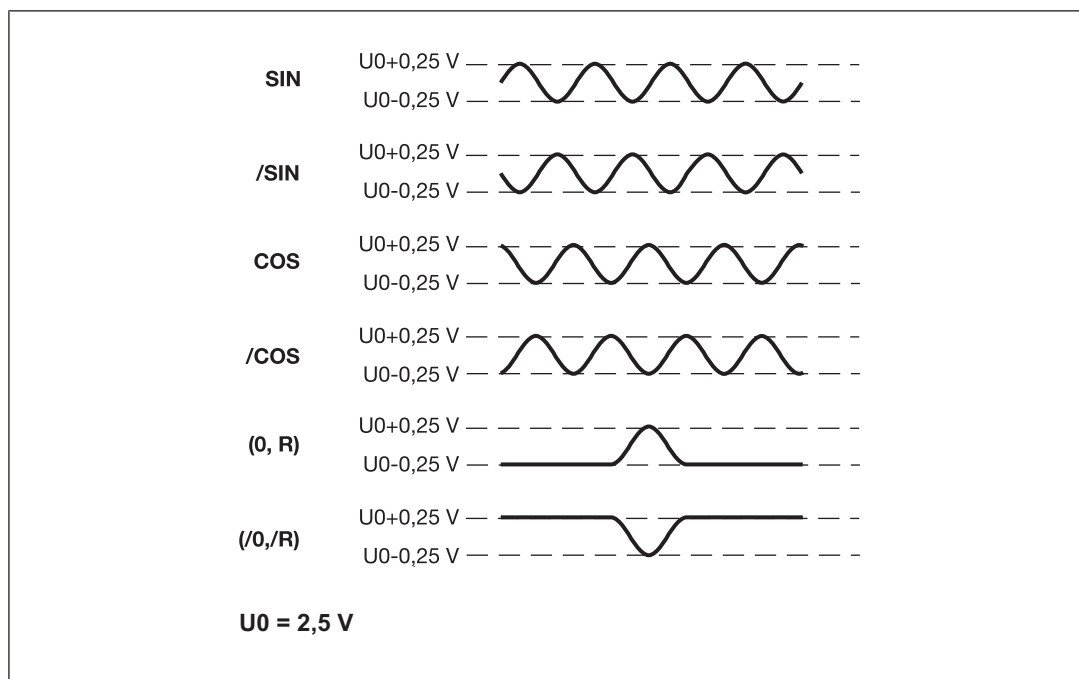 U0+0,25 V
SIN
U0-0,25 V
U0+0,25 V
/SIN
U0-0,25 V
U0+0,25 V
COS
U0-0,25 V
U0+0,25 V
/COS
U0-0,25 V
U0+0,25 V
(0, R)
U0-0,25 V
U0+0,25 V
(/0,/R)
U0-0,25 V
U0 = 2,5 V